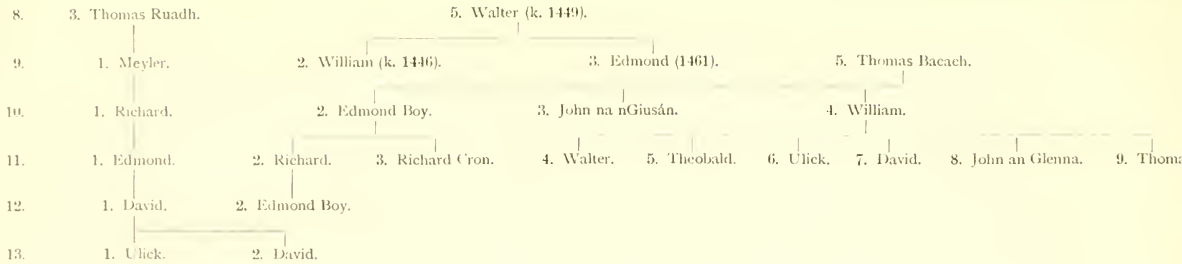 8. 3. Thomas Ruadh. 5. Walter (k. 1449).
9. 1. Meyler. 2. William (k. 1446). 3. Edmond (1461). 5. Thomas Bacach.
10. 1. Richard. 2. Edmond Boy. 3. John na nGiusán. 4. William.
11. 1. Edmond. 2. Richard. 3. Richard Cron. 4. Walter. 5. Theobald. 6. Ulick. 7. David. 8. John an Glenna. 9. Thoma
12. 1. David. 2. Edmond Boy.
13. 1. Ulick. 2. David.